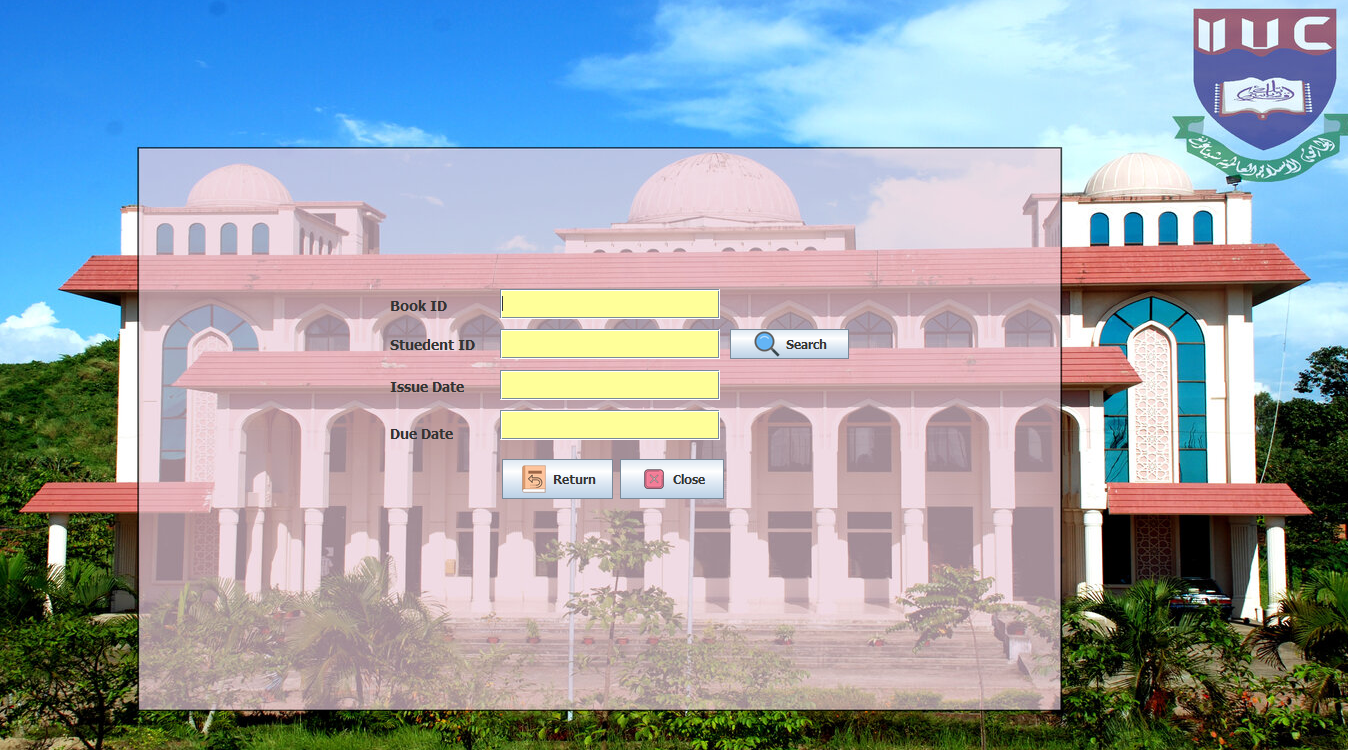 IIUC
Book ID
Stuedent ID
Search
Issue Date
Due Date
Return
Close